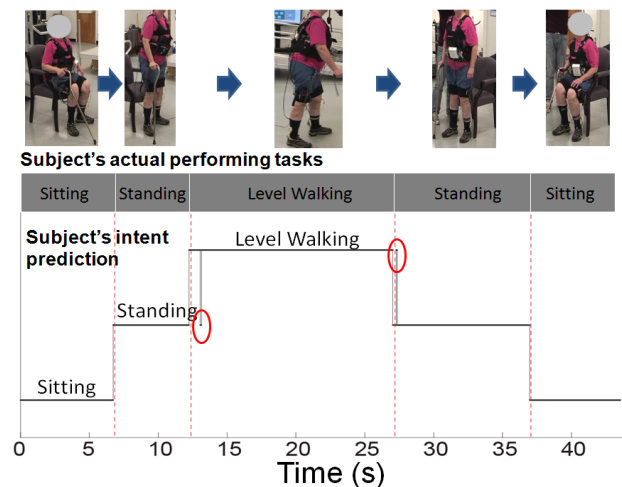 Subject's actual performing tasks
Sitting Standing Level Walking Standing Sitting
Subject's intent
prediction
Level Walking
Standing
Sitting
0 5 10 15 20 25 30 35 40
Time (s)